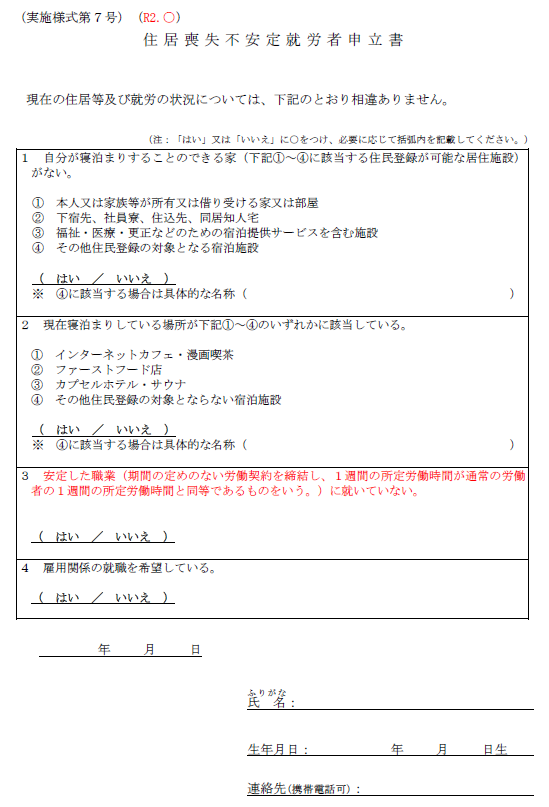 （実施様式第７号）（R2.〇）
住居喪失不安定就労者申立書
現在の住居等及び就労の状況については、下記のとおり相違ありません。
（注：「はい」又は「いいえ」に○をつけ、必要に応じて括弧内を記載してください。）
１　自分が寝泊まりすることのできる家（下記①～④に該当する住民登録が可能な居住施設）
がない。
①　本人又は家族等が所有又は借り受ける家又は部屋
②　下宿先、社員寮、住込先、同居知人宅
③　福祉・医療・更正などのための宿泊提供サービスを含む施設
④　その他住民登録の対象となる宿泊施設
（　はい　／　いいえ　）
※　④に該当する場合は具体的な名称（　　　　　　　　　　）
２　現在寝泊まりしている場所が下記①～④のいずれかに該当している。
①　インターネットカフェ・漫画喫茶
②　ファーストフード店
③　カプセルホテル・サウナ
④　その他住民登録の対象とならない宿泊施設
（　はい　／　いいえ　）
※　④に該当する場合は具体的な名称（　　　　　　　　　　）
３　安定した職業（期間の定めのない労働契約を締結し、１週間の所定労働時間が通常の労働
者の１週間の所定労働時間と同等であるものをいう。）に就いていない。
（　はい　／　いいえ　）
４　雇用関係の就職を希望している。
（　はい　／　いいえ　）
年　　月　　日
ふりがな
氏　名：
生年月日：　　　　年　　月　　日生
連絡先(携帯電話可)：